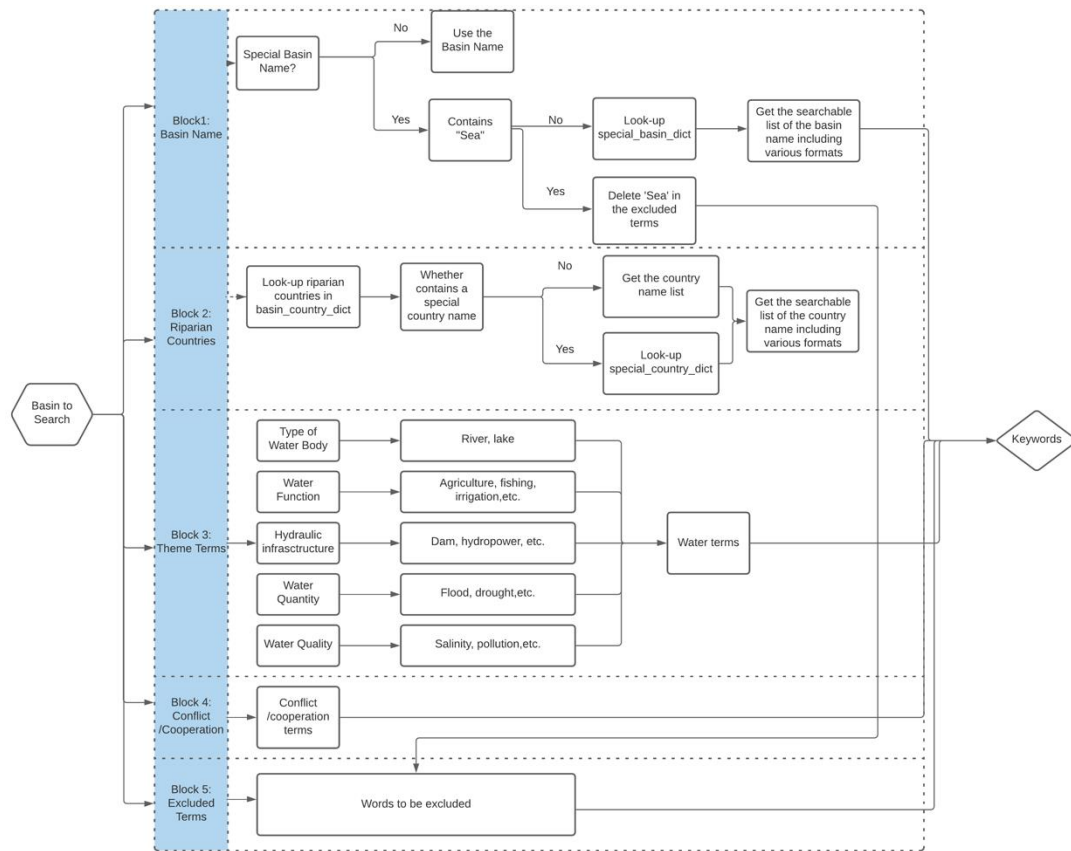 No
Use the
Basin Name
Special Basin
Name?
Block1:
Basin Name
Yes
Contains
"Sea"
No
Look-up
special_basin_dict
Get the searchable
list of the basin
name including
various formats
Yes
Delete 'Sea' in
the excluded
terms
Block 2:
Riparian
Countries
Look-up riparian
countries in
basin_country_dict
Whether
contains a
special
country name
No
Get the country
name list
Yes
Look-up
special_country_dict
Get the searchable
list of the country
name including
various formats
Basin to
Search
Keywords
Block 3:
Theme Terms
Type of
Water Body
River, lake
Water
Function
Agriculture, fishing,
irrigation,etc.
Hydraulic
infrasctructure
Dam, hydropower, etc.
Water terms
Water
Quantity
Flood, drought,etc.
Water Quality
Salinity, pollution,etc.
Block 4:
Conflict
/Cooperation
Conflict
/cooperation
terms
Block 5:
Excluded
Terms
Words to be excluded